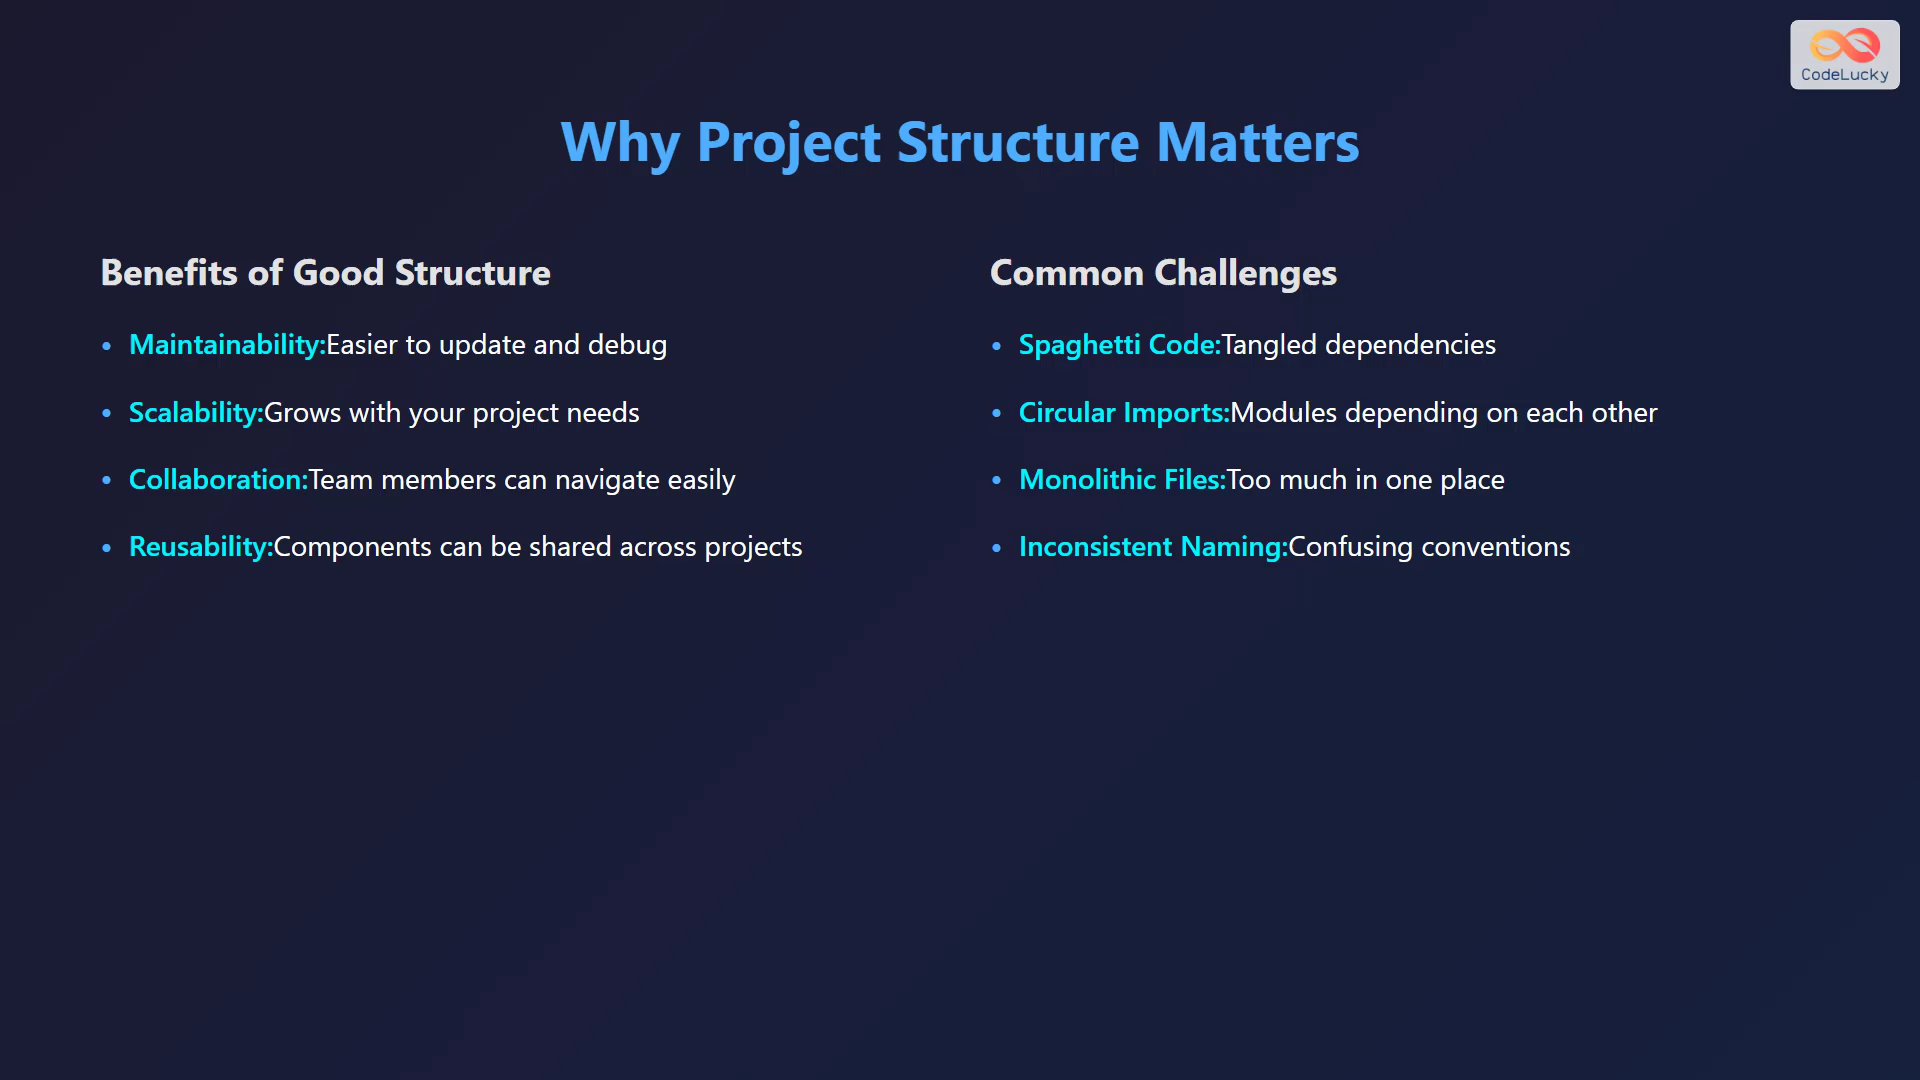 CodeLucky
Why Project Structure Matters
Benefits of Good Structure
• Maintainability:Easier to update and debug
• Scalability:Grows with your project needs
• Collaboration:Team members can navigate easily
• Reusability:Components can be shared across projects
Common Challenges
• Spaghetti Code:Tangled dependencies
• Circular Imports:Modules depending on each other
• Monolithic Files:Too much in one place
• Inconsistent Naming:Confusing conventions